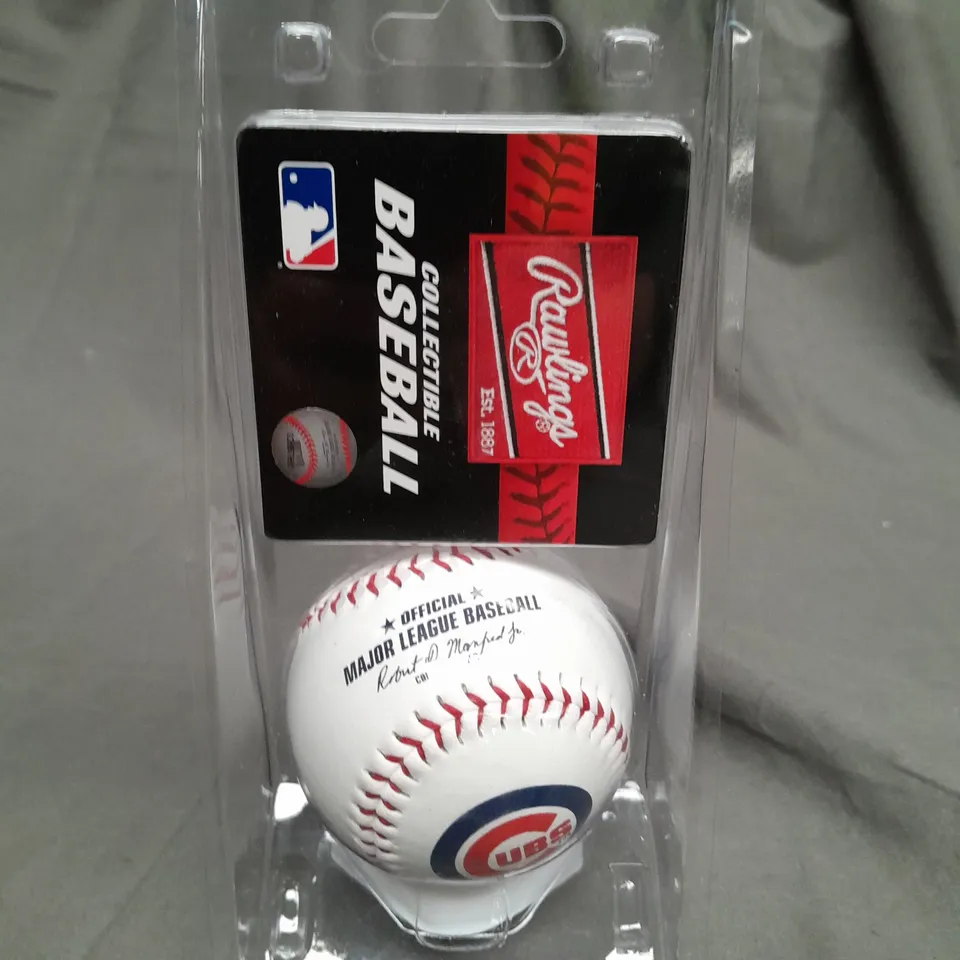 Rawlings
R
Est. 1887
COLLECTIBLE
BASEBALL
★ OFFICIAL ★
MAJOR LEAGUE BASEBALL
Robert D. Manfred Jr.
CUBS